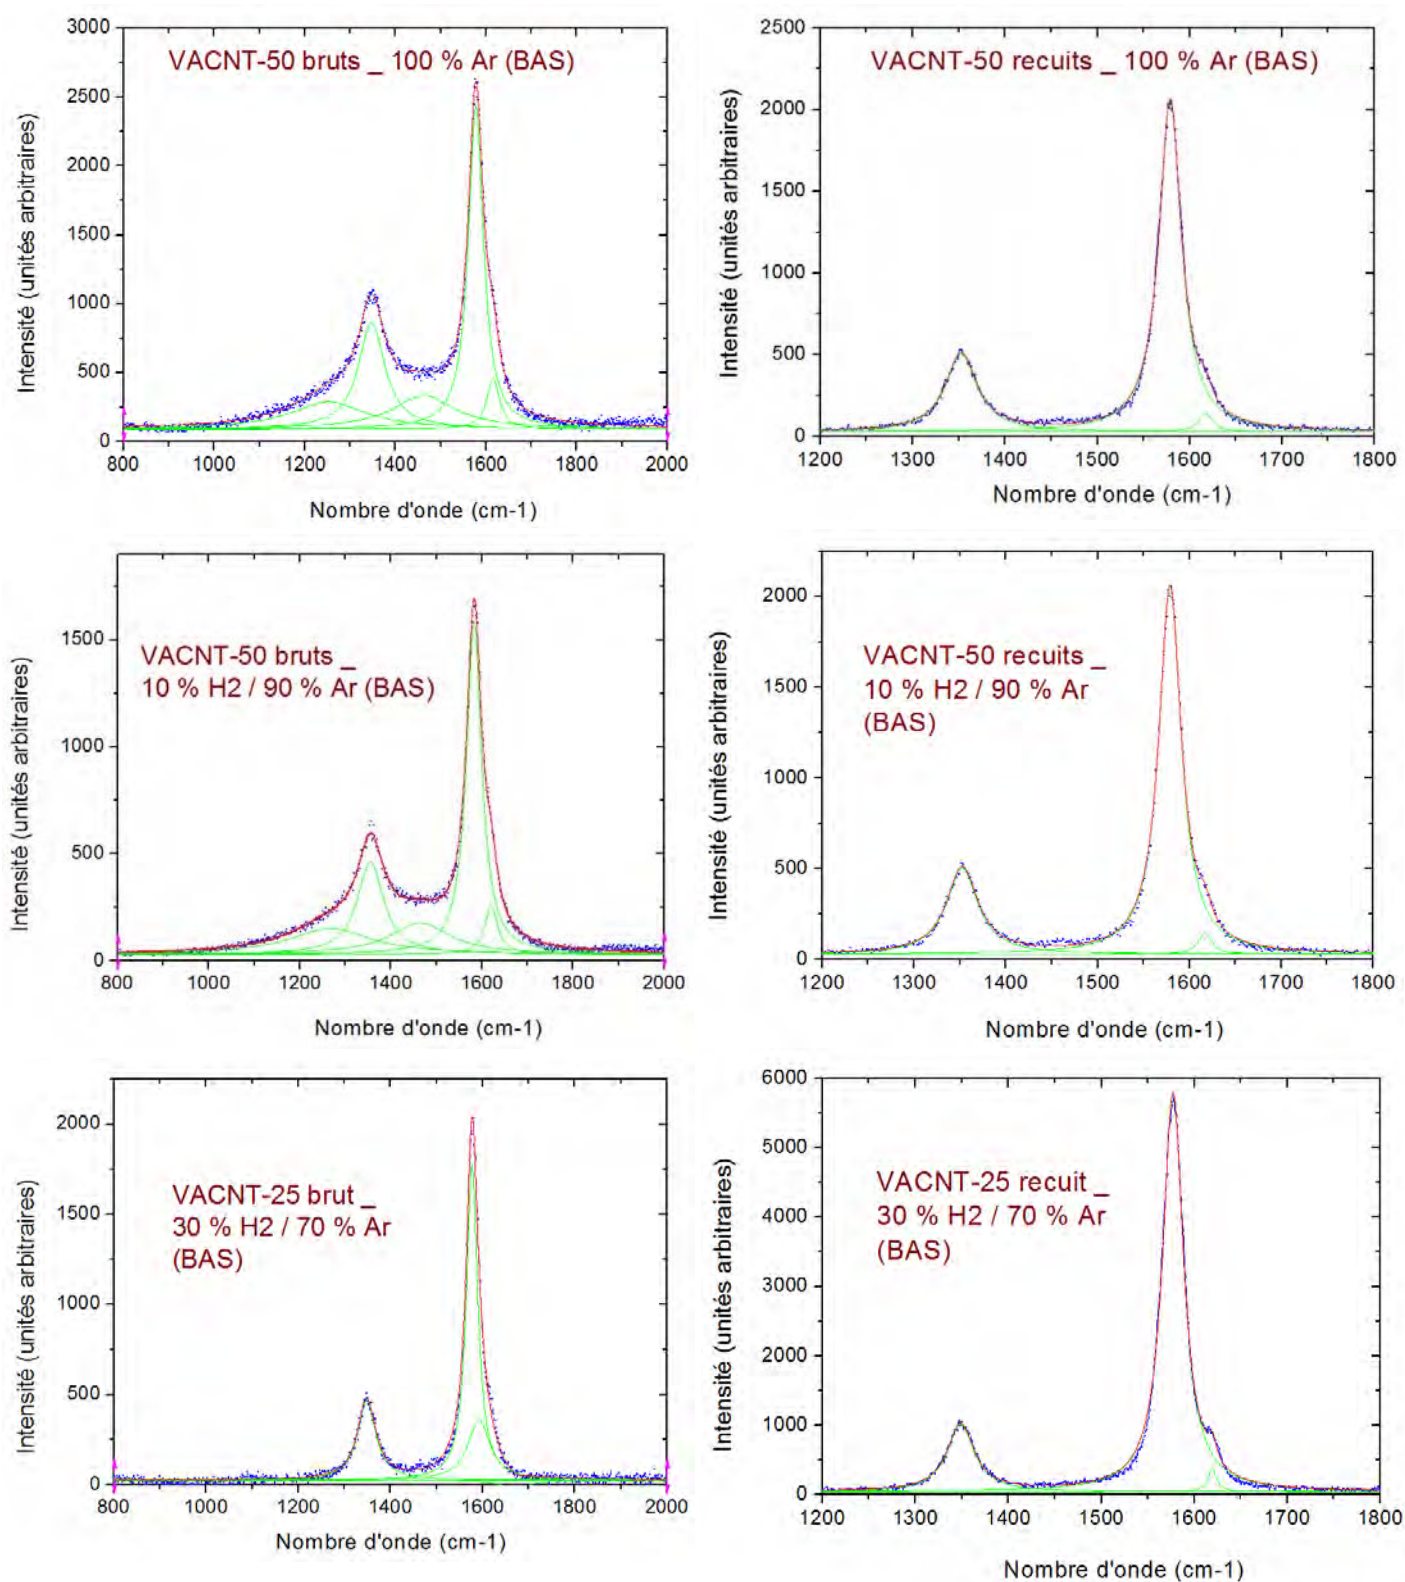 3000
2500
2000
1500
1000
500
0
Intensité (unités arbitraires)
VACNT-50 bruts _ 100 % Ar (BAS)
800 1000 1200 1400 1600 1800 2000
Nombre d'onde (cm-1)
2500
2000
1500
1000
500
0
Intensité (unités arbitraires)
VACNT-50 recuits _ 100 % Ar (BAS)
1200 1300 1400 1500 1600 1700 1800
Nombre d'onde (cm-1)
1500
1000
500
0
Intensité (unités arbitraires)
VACNT-50 bruts _
10 % H2 / 90 % Ar (BAS)
800 1000 1200 1400 1600 1800 2000
Nombre d'onde (cm-1)
2000
1500
1000
500
0
Intensité (unités arbitraires)
VACNT-50 recuits _
10 % H2 / 90 % Ar
(BAS)
1200 1300 1400 1500 1600 1700 1800
Nombre d'onde (cm-1)
2000
1500
1000
500
0
Intensité (unités arbitraires)
VACNT-25 brut _
30 % H2 / 70 % Ar
(BAS)
800 1000 1200 1400 1600 1800 2000
Nombre d'onde (cm-1)
6000
5000
4000
3000
2000
1000
0
Intensité (unités arbitraires)
VACNT-25 recuit _
30 % H2 / 70 % Ar
(BAS)
1200 1300 1400 1500 1600 1700 1800
Nombre d'onde (cm-1)